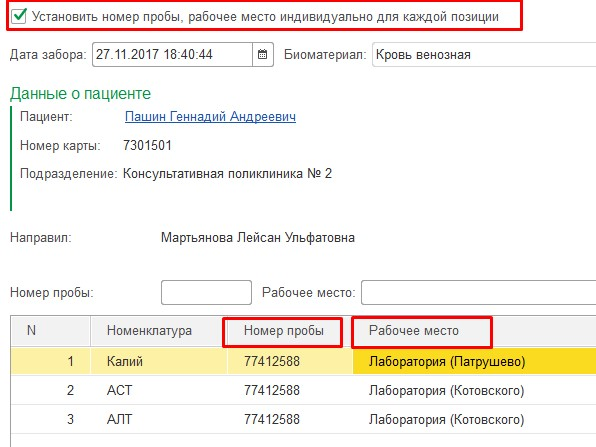 Установить номер пробы, рабочее место индивидуально для каждой позиции
Дата забора: 27.11.2017 18:40:44 Биоматериал: Кровь венозная
Данные о пациенте
Пациент: Пашин Геннадий Андреевич
Номер карты: 7301501
Подразделение: Консультативная поликлиника № 2
Направил: Мартьянова Лейсан Ульфатовна
Номер пробы: Рабочее место:
N Номенклатура Номер пробы Рабочее место
1 Калий 77412588 Лаборатория (Патрушево)
2 АСТ 77412588 Лаборатория (Котовского)
3 АЛТ 77412588 Лаборатория (Котовского)